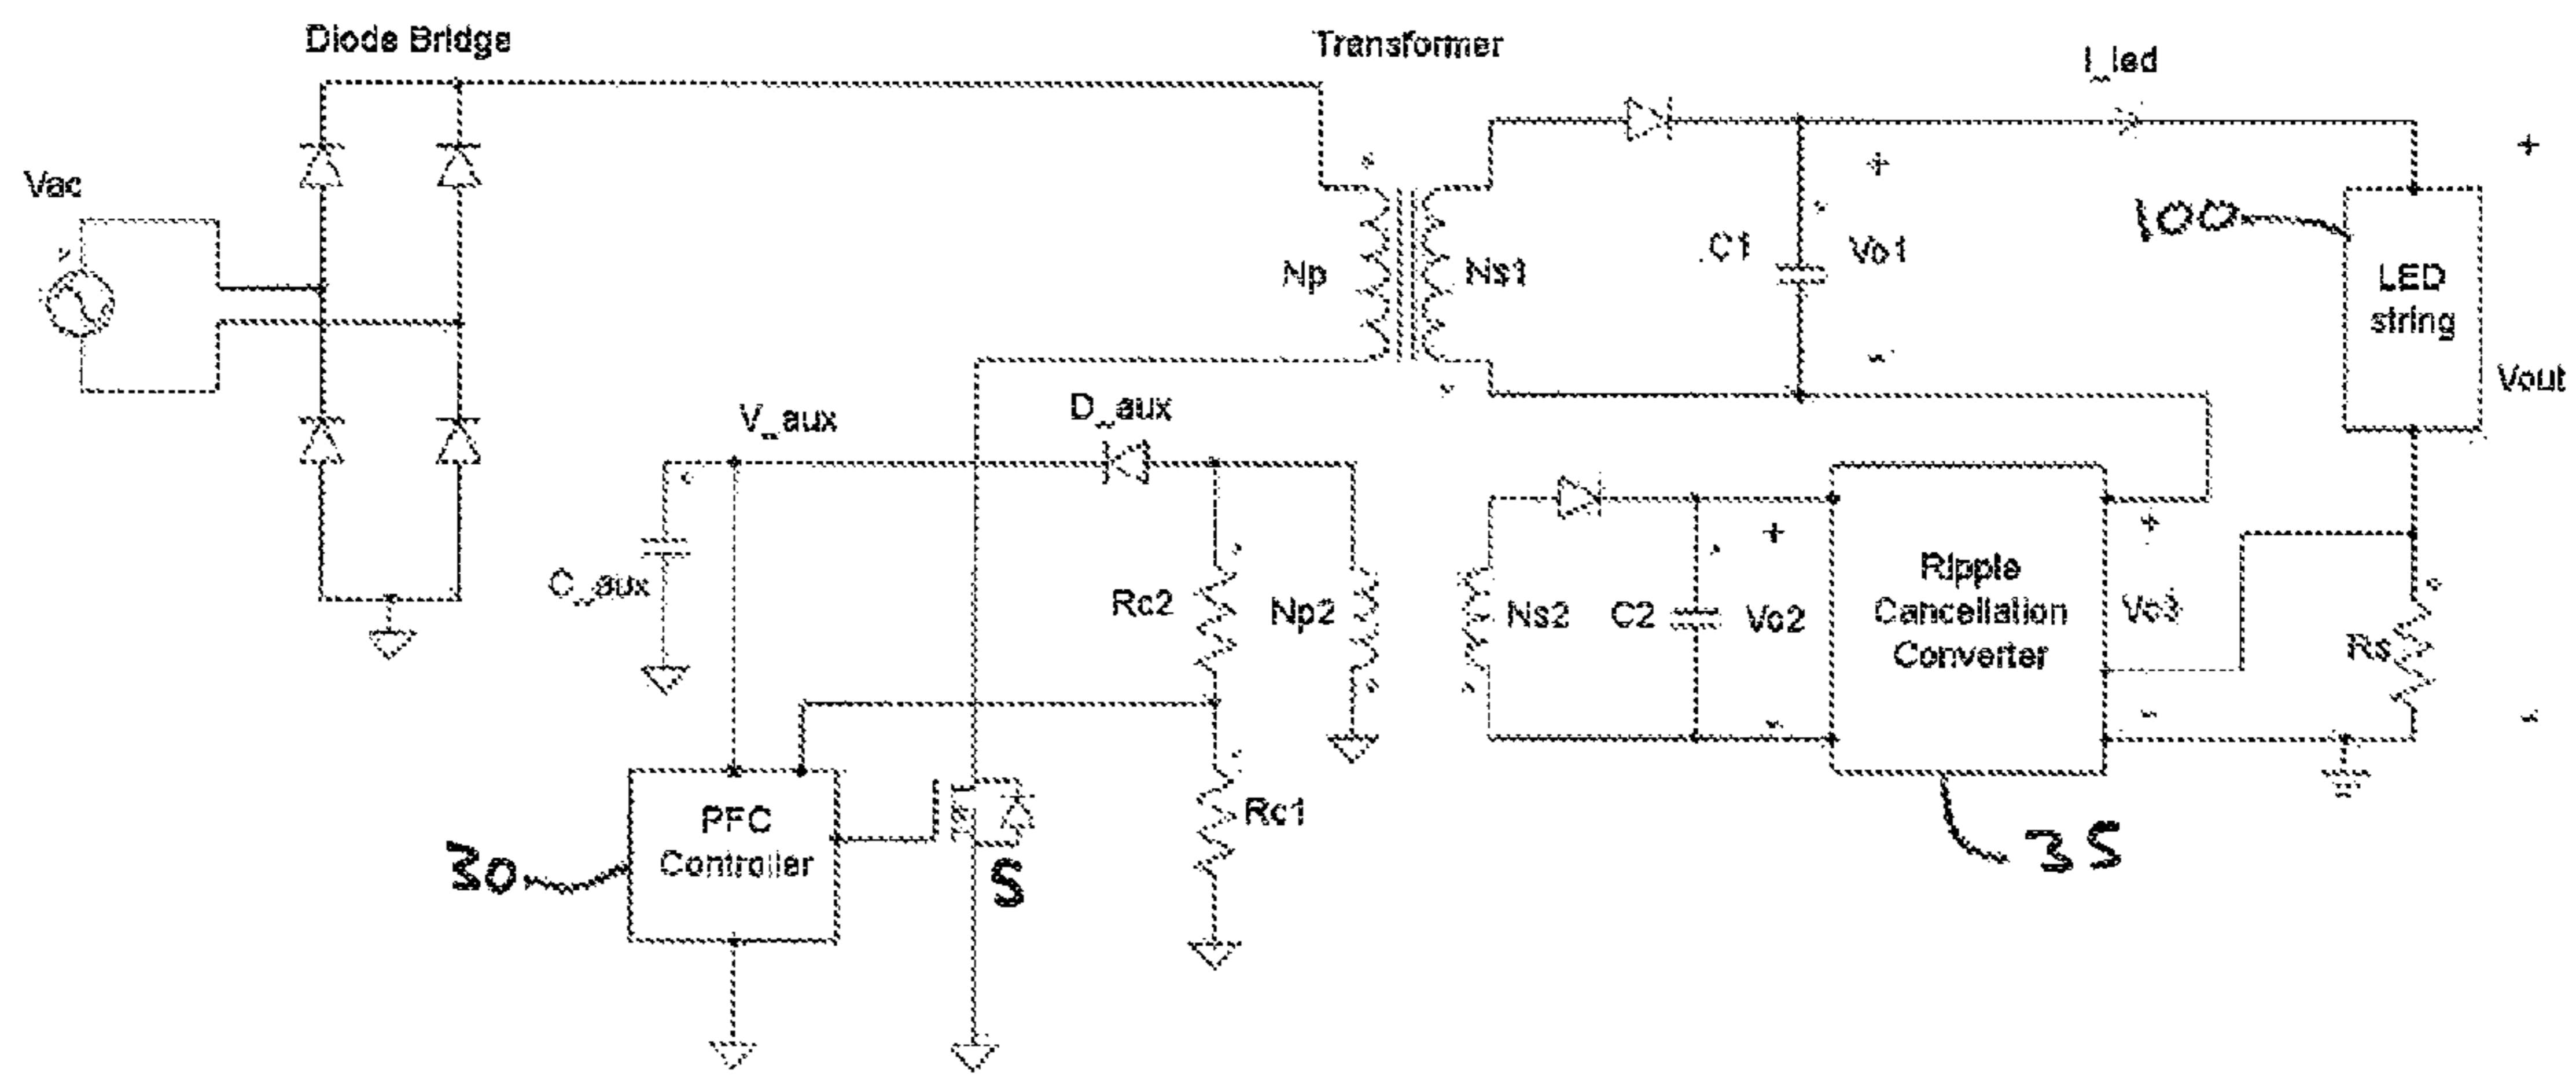 Diode Bridge
Transformer
I_led
Vac
+
+
100
C1
Vo1
Np
Ns1
LED
string
-
Vout
V_aux
D_aux
+
+
C_aux
Rc2
Np2
Ns2
C2
Vo2
Ripple
Cancellation
Converter
Vo3
Rs
-
-
-
PFC
Controller
Rc1
30
S
35